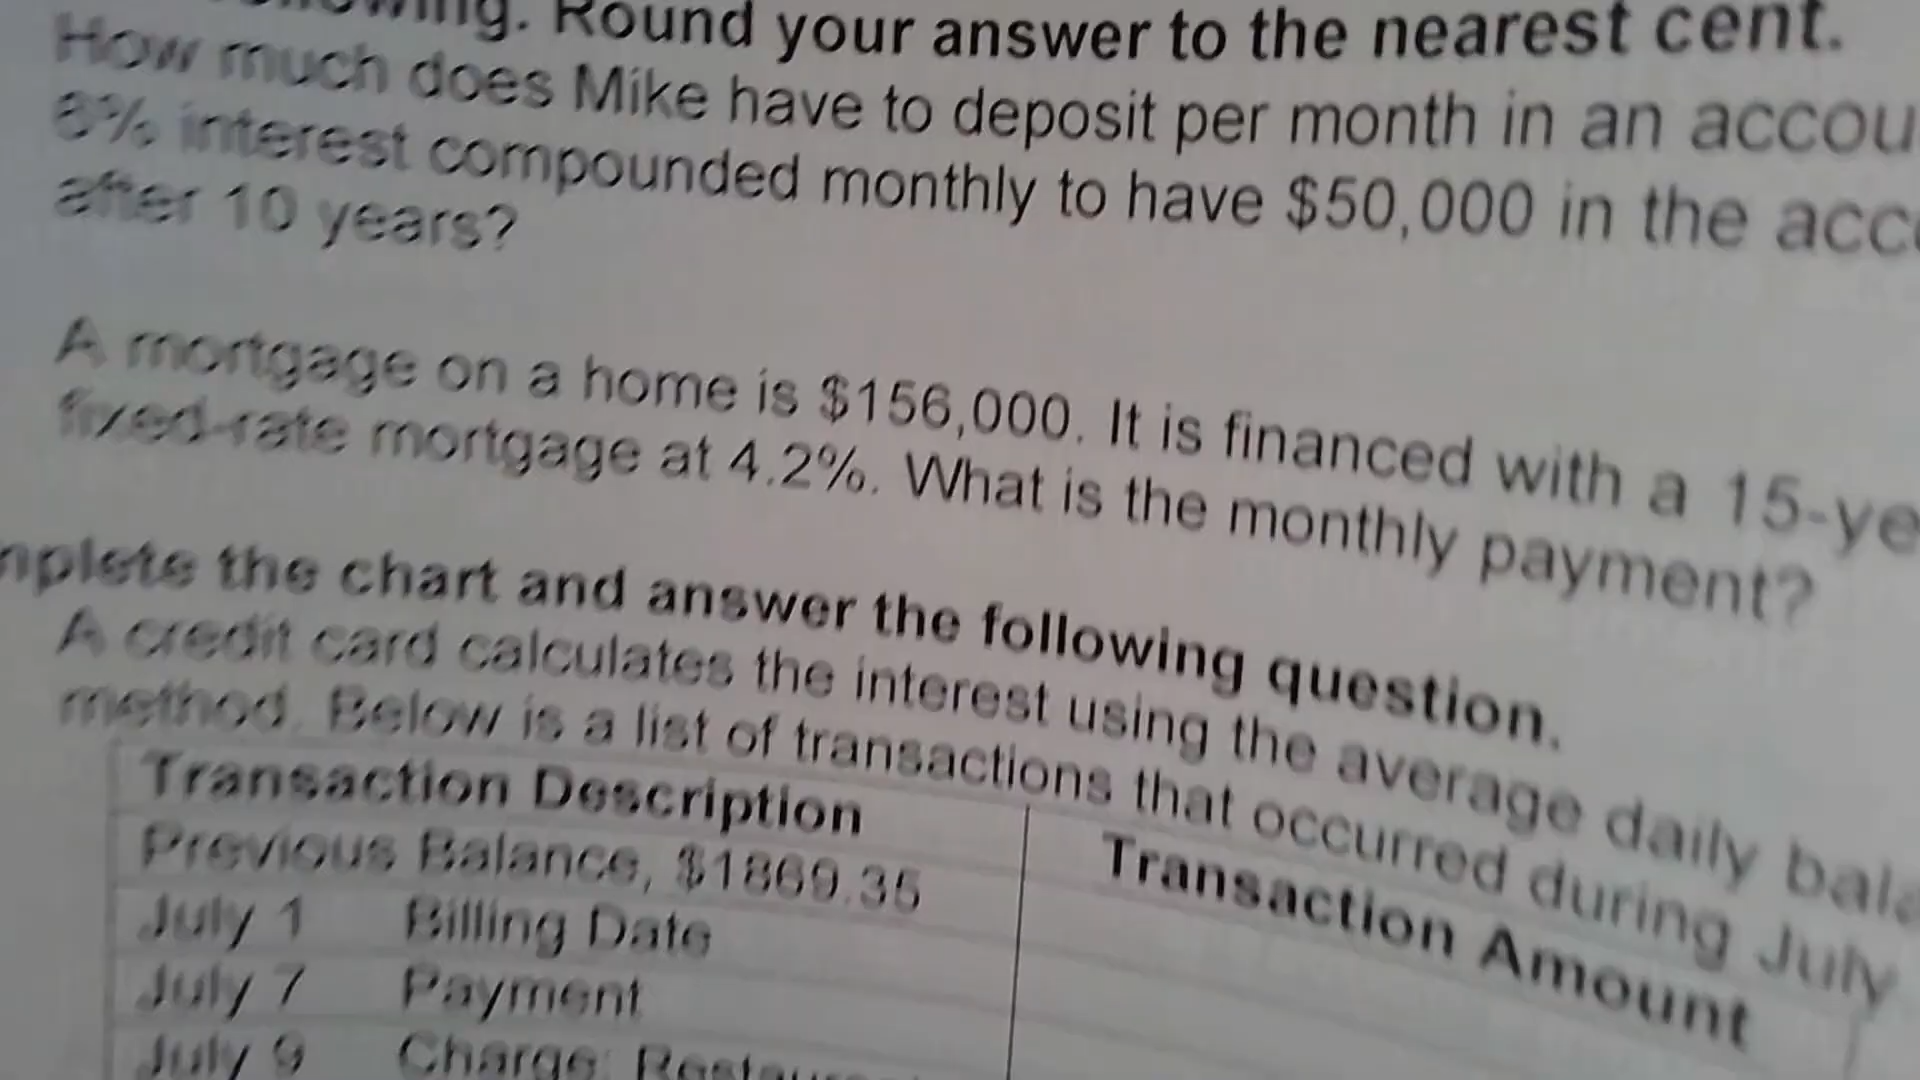 Round your answer to the nearest cent.
How much does Mike have to deposit per month in an accou
interest compounded monthly to have $50,000 in the acc
after 10 years?
A mortgage on a home is $156,000. It is financed with a 15-ye
fixed-rate mortgage at 4.2%. What is the monthly payment?
mplete the chart and answer the following question.
A credit card calculates the interest using the average daily bala
method. Below is a list of transactions that occurred during July
Transaction Description
Transaction Amount
Previous Balance, $1869.35
July 1 Billing Date
July 7 Payment
July 9 Charge: Restaur